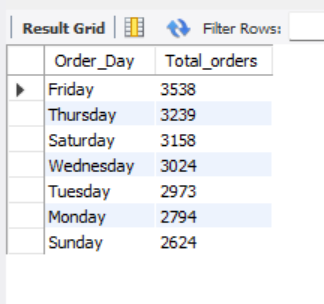 Result Grid Filter Rows:
Order_Day Total_orders
Friday 3538
Thursday 3239
Saturday 3158
Wednesday 3024
Tuesday 2973
Monday 2794
Sunday 2624